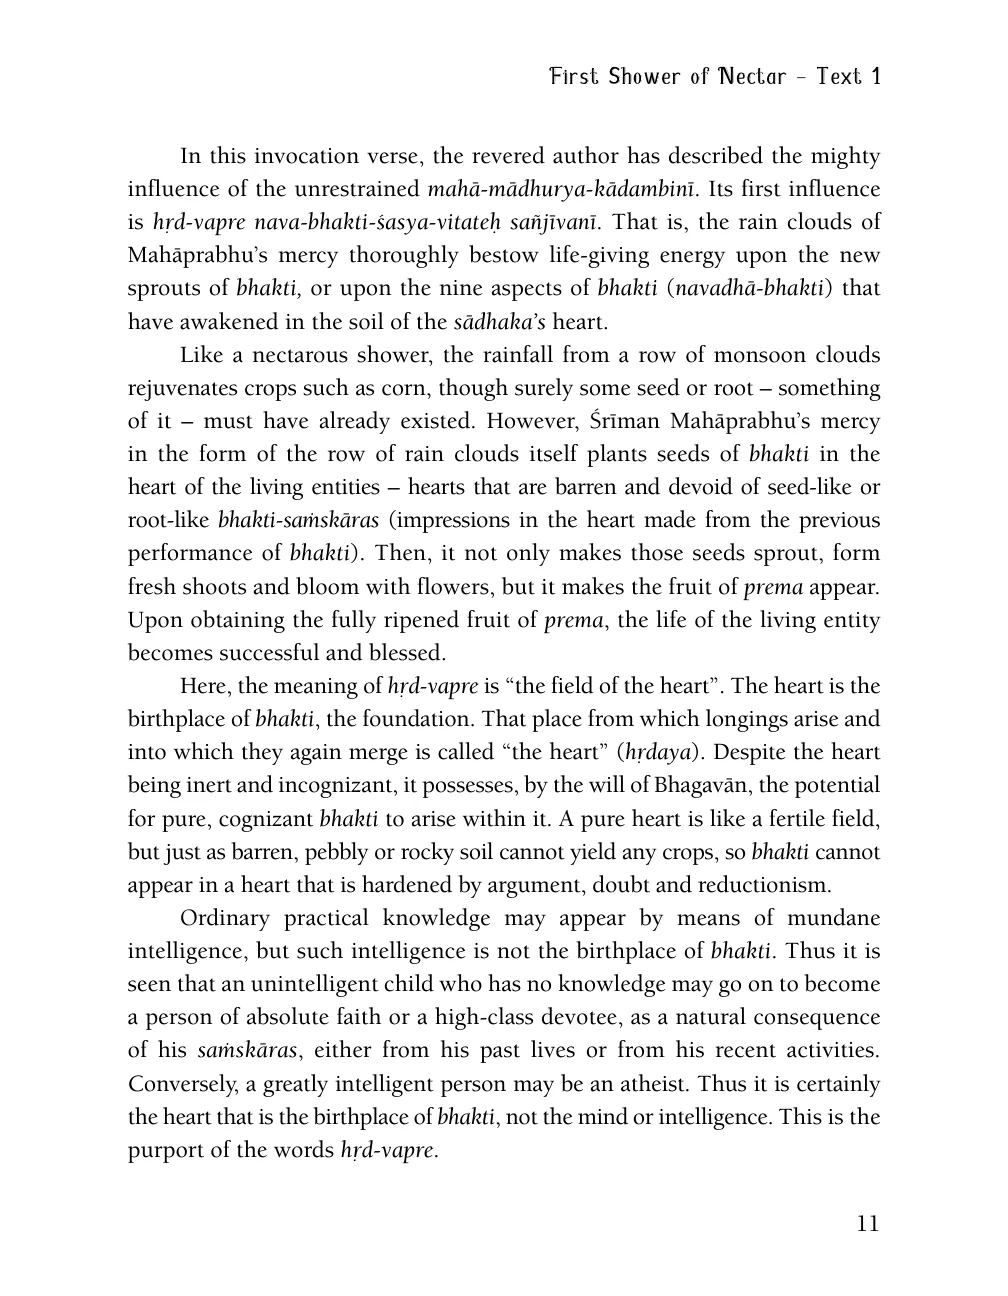 First Shower of Nectar – Text 1
In this invocation verse, the revered author has described the mighty
influence of the unrestrained mahā-mādhurya-kādambinī. Its first influence
is hṛd-vapre nava-bhakti-śasya-vitateḥ sañjīvanī. That is, the rain clouds of
Mahāprabhu’s mercy thoroughly bestow life-giving energy upon the new
sprouts of bhakti, or upon the nine aspects of bhakti (navadhā-bhakti) that
have awakened in the soil of the sādhaka’s heart.
Like a nectarous shower, the rainfall from a row of monsoon clouds
rejuvenates crops such as corn, though surely some seed or root – something
of it – must have already existed. However, Śrīman Mahāprabhu’s mercy
in the form of the row of rain clouds itself plants seeds of bhakti in the
heart of the living entities – hearts that are barren and devoid of seed-like or
root-like bhakti-saṁskāras (impressions in the heart made from the previous
performance of bhakti). Then, it not only makes those seeds sprout, form
fresh shoots and bloom with flowers, but it makes the fruit of prema appear.
Upon obtaining the fully ripened fruit of prema, the life of the living entity
becomes successful and blessed.
Here, the meaning of hṛd-vapre is “the field of the heart”. The heart is the
birthplace of bhakti, the foundation. That place from which longings arise and
into which they again merge is called “the heart” (hṛdaya). Despite the heart
being inert and incognizant, it possesses, by the will of Bhagavān, the potential
for pure, cognizant bhakti to arise within it. A pure heart is like a fertile field,
but just as barren, pebbly or rocky soil cannot yield any crops, so bhakti cannot
appear in a heart that is hardened by argument, doubt and reductionism.
Ordinary practical knowledge may appear by means of mundane
intelligence, but such intelligence is not the birthplace of bhakti. Thus it is
seen that an unintelligent child who has no knowledge may go on to become
a person of absolute faith or a high-class devotee, as a natural consequence
of his saṁskāras, either from his past lives or from his recent activities.
Conversely, a greatly intelligent person may be an atheist. Thus it is certainly
the heart that is the birthplace of bhakti, not the mind or intelligence. This is the
purport of the words hṛd-vapre.
11